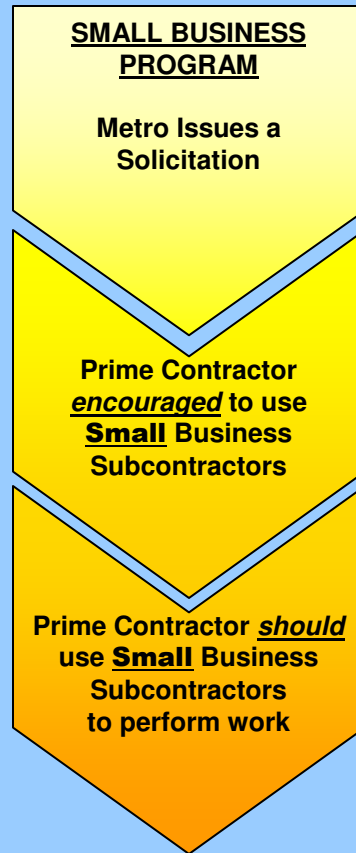 SMALL BUSINESS
PROGRAM
Metro Issues a
Solicitation
Prime Contractor
encouraged to use
Small Business
Subcontractors
Prime Contractor should
use Small Business
Subcontractors
to perform work